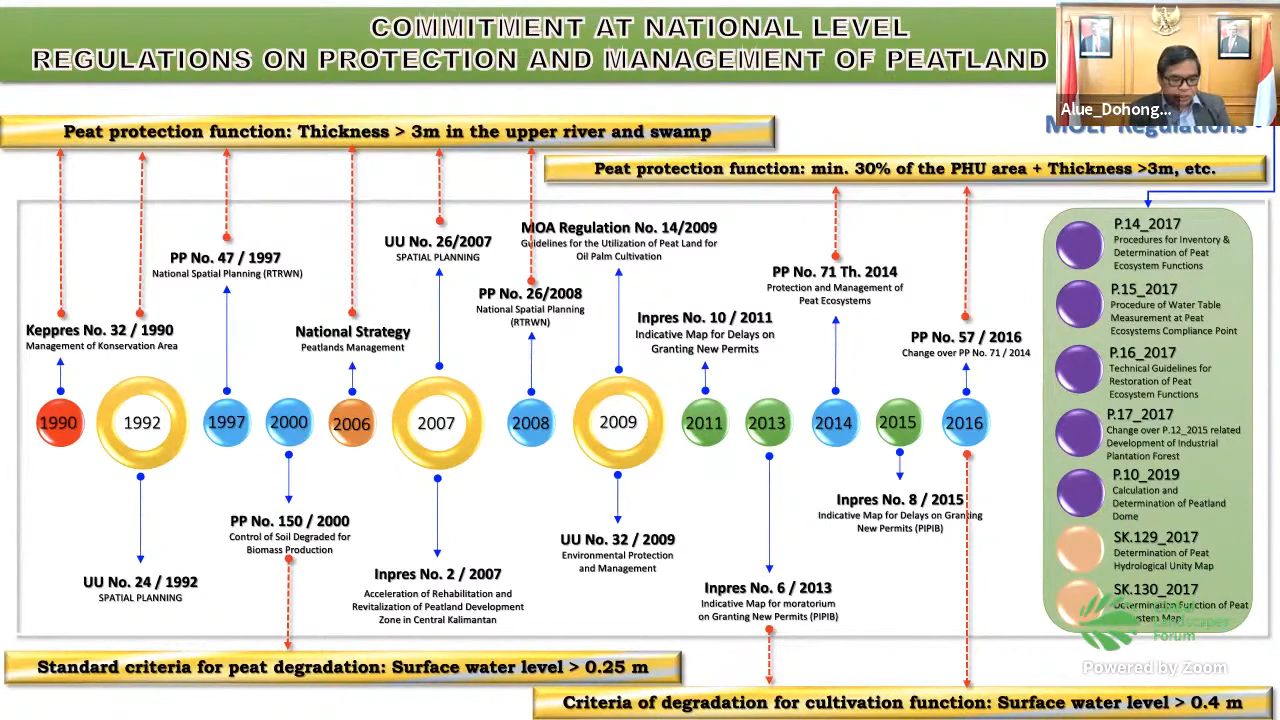 COMMITMENT AT NATIONAL LEVEL
REGULATIONS ON PROTECTION AND MANAGEMENT OF PEATLAND
Alue_Dohong...
MOEF Regulations
Peat protection function: Thickness > 3m in the upper river and swamp
Peat protection function: min. 30% of the PHU area + Thickness >3m, etc.
PP No. 47 / 1997
National Spatial Planning (RTRWN)
UU No. 26/2007
SPATIAL PLANNING
MOA Regulation No. 14/2009
Guidelines for the Utilization of Peat Land for
Oil Palm Cultivation
PP No. 71 Th. 2014
Protection and Management of
Peat Ecosystems
Keppres No. 32 / 1990
Management of Konservation Area
National Strategy
Peatlands Management
PP No. 26/2008
National Spatial Planning
(RTRWN)
Inpres No. 10 / 2011
Indicative Map for Delays on
Granting New Permits
PP No. 57 / 2016
Change over PP No. 71 / 2014
1990
1992
1997
2000
2006
2007
2008
2009
2011
2013
2014
2015
2016
UU No. 24 / 1992
SPATIAL PLANNING
PP No. 150 / 2000
Control of Soil Degraded for
Biomass Production
Inpres No. 2 / 2007
Acceleration of Rehabilitation and
Revitalization of Peatland Development
Zone in Central Kalimantan
UU No. 32 / 2009
Environmental Protection
and Management
Inpres No. 6 / 2013
Indicative Map for moratorium
on Granting New Permits (PIPIB)
Inpres No. 8 / 2015
Indicative Map for Delays on Granting
New Permits (PIPIB)
P.14_2017
Procedures for Inventory &
Determination of Peat
Ecosystem Functions
P.15_2017
Procedure of Water Table
Measurement at Peat
Ecosystems Compliance Point
P.16_2017
Technical Guidelines for
Restoration of Peat
Ecosystem Functions
P.17_2017
Change over P.12_2015 related
Development of Industrial
Plantation Forest
P.10_2019
Calculation and
Determination of Peatland
Dome
SK.129_2017
Determination of Peat
Hydrological Unity Map
SK.130_2017
Determination Function of Peat
Map
Landscapes
Forum
Powered by Zoom
Standard criteria for peat degradation: Surface water level > 0.25 m
Criteria of degradation for cultivation function: Surface water level > 0.4 m